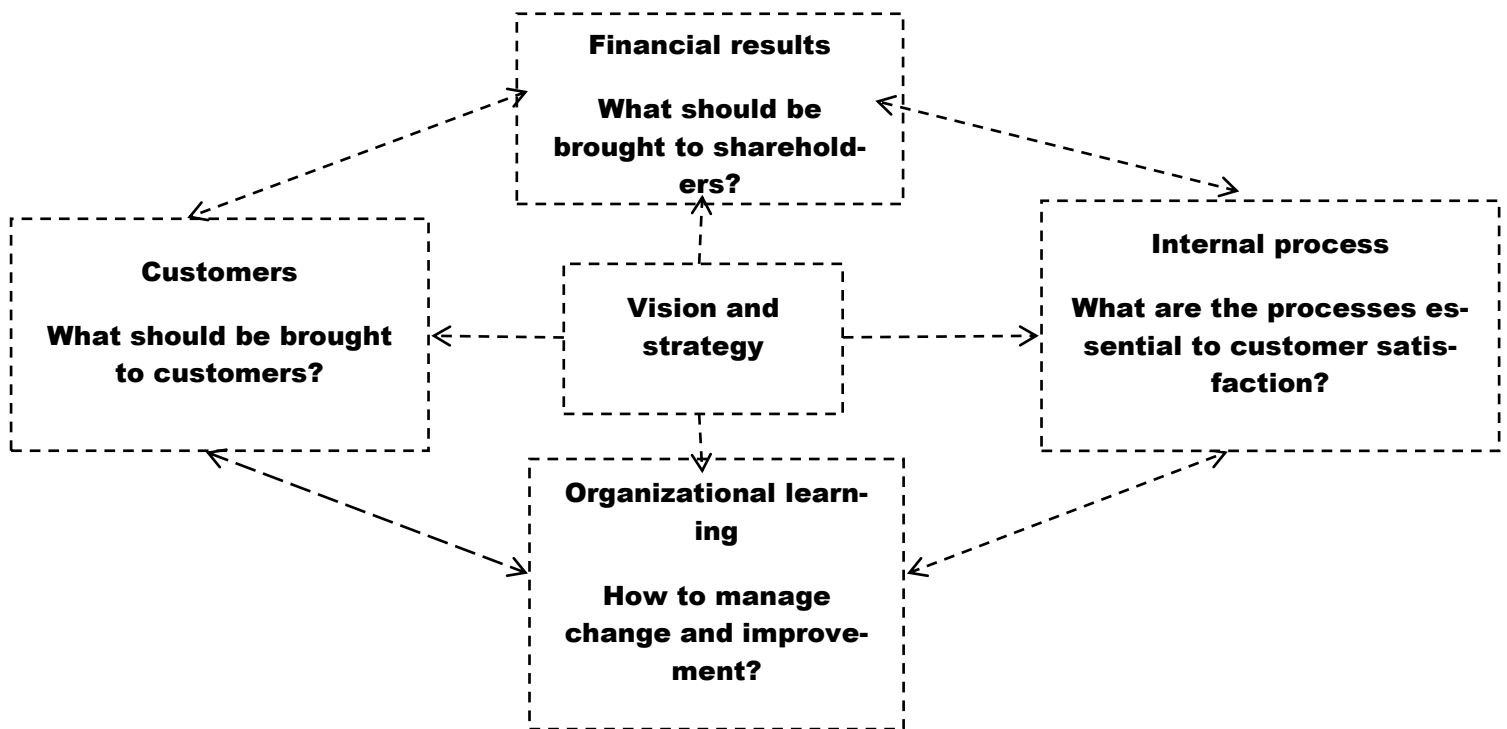 Financial results
What should be
brought to sharehold-
ers?
Customers
What should be brought
to customers?
Vision and
strategy
Internal process
What are the processes es-
sential to customer satis-
faction?
Organizational learn-
ing
How to manage
change and improve-
ment?